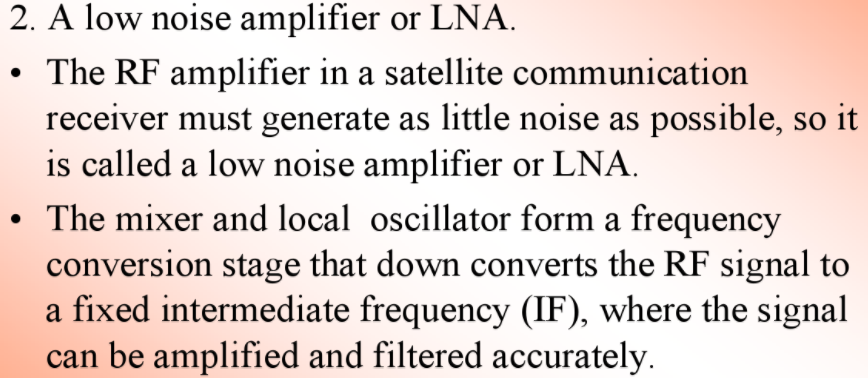 2. A low noise amplifier or LNA.
• The RF amplifier in a satellite communication
receiver must generate as little noise as possible, so it
is called a low noise amplifier or LNA.
• The mixer and local  oscillator form a frequency
conversion stage that down converts the RF signal to
a fixed intermediate frequency (IF), where the signal
can be amplified and filtered accurately.